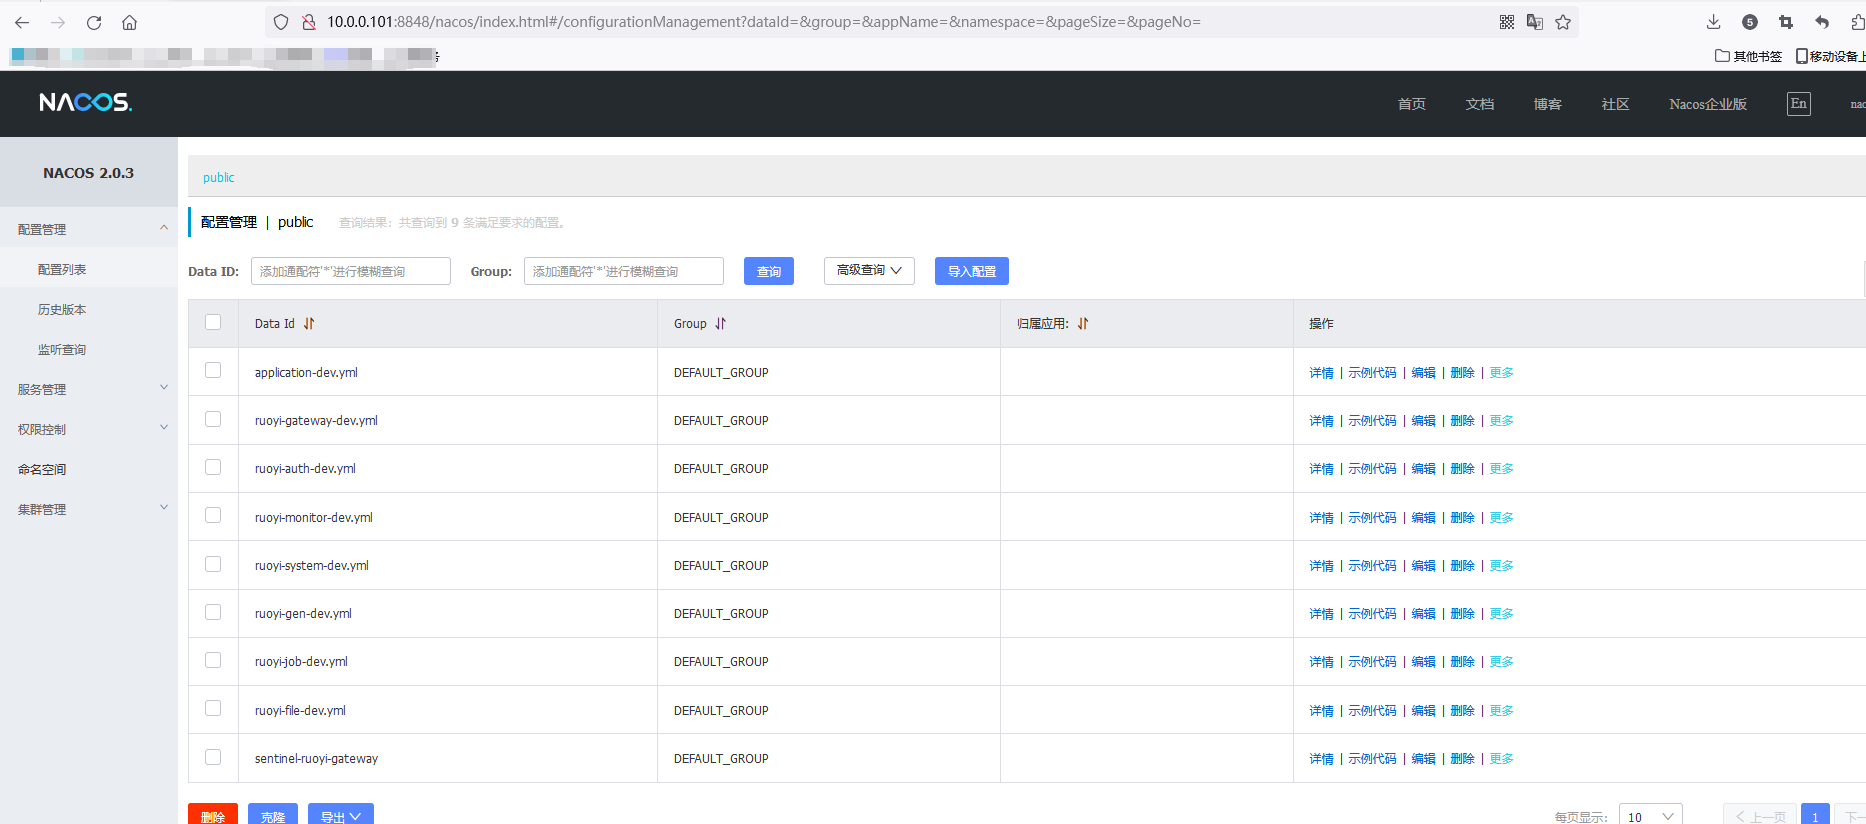 10.0.0.101:8848/nacos/index.html#/configurationManagement?dataId=&group=&appName=&namespace=&pageSize=&pageNo=
5
其他书签 移动设备上
NACOS.
首页 文档 博客 社区 Nacos企业版 En nac
NACOS 2.0.3
public
配置管理 | public 查询结果：共查询到 9 条满足要求的配置。
配置管理
配置列表
历史版本
监听查询
服务管理
权限控制
命名空间
集群管理
Data ID: 添加通配符'*'进行模糊查询 Group: 添加通配符'*'进行模糊查询 查询 高级查询 导入配置
Data Id Group 归属应用: 操作
application-dev.yml DEFAULT_GROUP 详情 | 示例代码 | 编辑 | 删除 | 更多
ruoyi-gateway-dev.yml DEFAULT_GROUP 详情 | 示例代码 | 编辑 | 删除 | 更多
ruoyi-auth-dev.yml DEFAULT_GROUP 详情 | 示例代码 | 编辑 | 删除 | 更多
ruoyi-monitor-dev.yml DEFAULT_GROUP 详情 | 示例代码 | 编辑 | 删除 | 更多
ruoyi-system-dev.yml DEFAULT_GROUP 详情 | 示例代码 | 编辑 | 删除 | 更多
ruoyi-gen-dev.yml DEFAULT_GROUP 详情 | 示例代码 | 编辑 | 删除 | 更多
ruoyi-job-dev.yml DEFAULT_GROUP 详情 | 示例代码 | 编辑 | 删除 | 更多
ruoyi-file-dev.yml DEFAULT_GROUP 详情 | 示例代码 | 编辑 | 删除 | 更多
sentinel-ruoyi-gateway DEFAULT_GROUP 详情 | 示例代码 | 编辑 | 删除 | 更多
删除 克隆 导出 每页显示: 10 上一页 1 下一